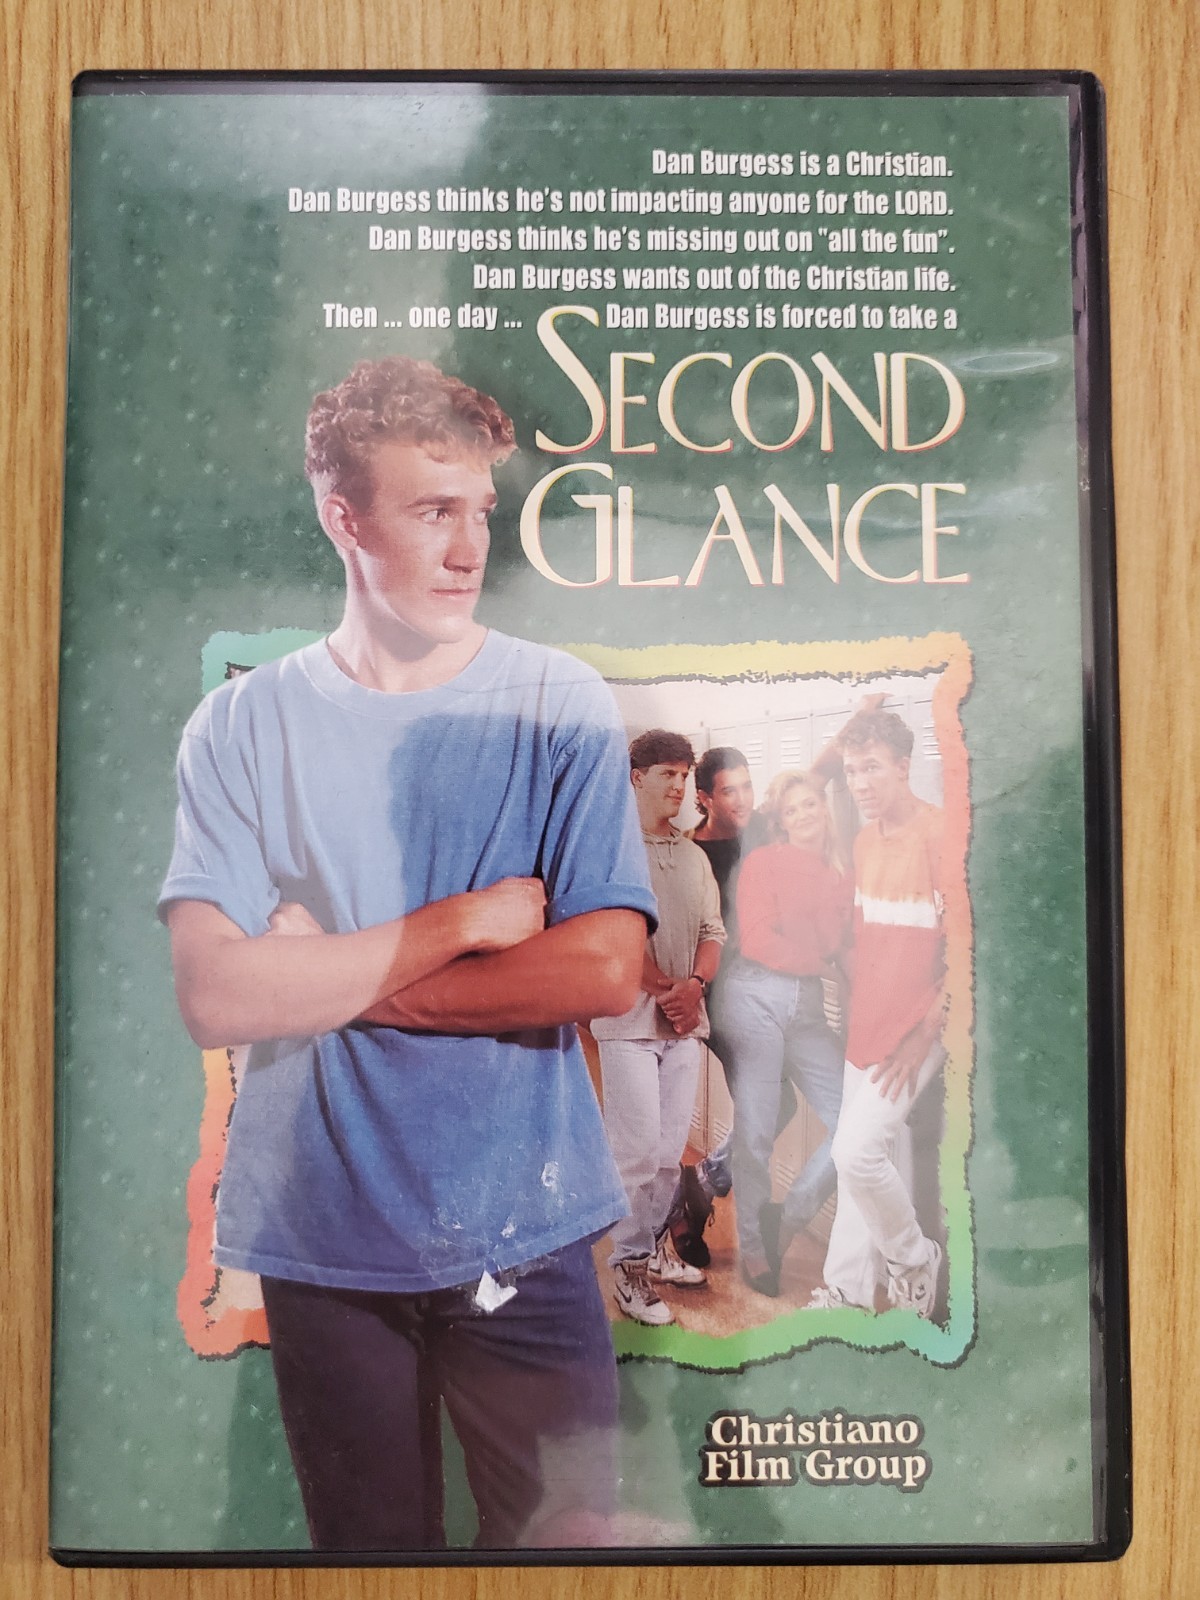 Dan Burgess is a Christian.
Dan Burgess thinks he's not impacting anyone for the LORD.
Dan Burgess thinks he's missing out on "all the fun".
Dan Burgess wants out of the Christian life.
Then ... one day ... Dan Burgess is forced to take a
SECOND
GLANCE
Christiano
Film Group